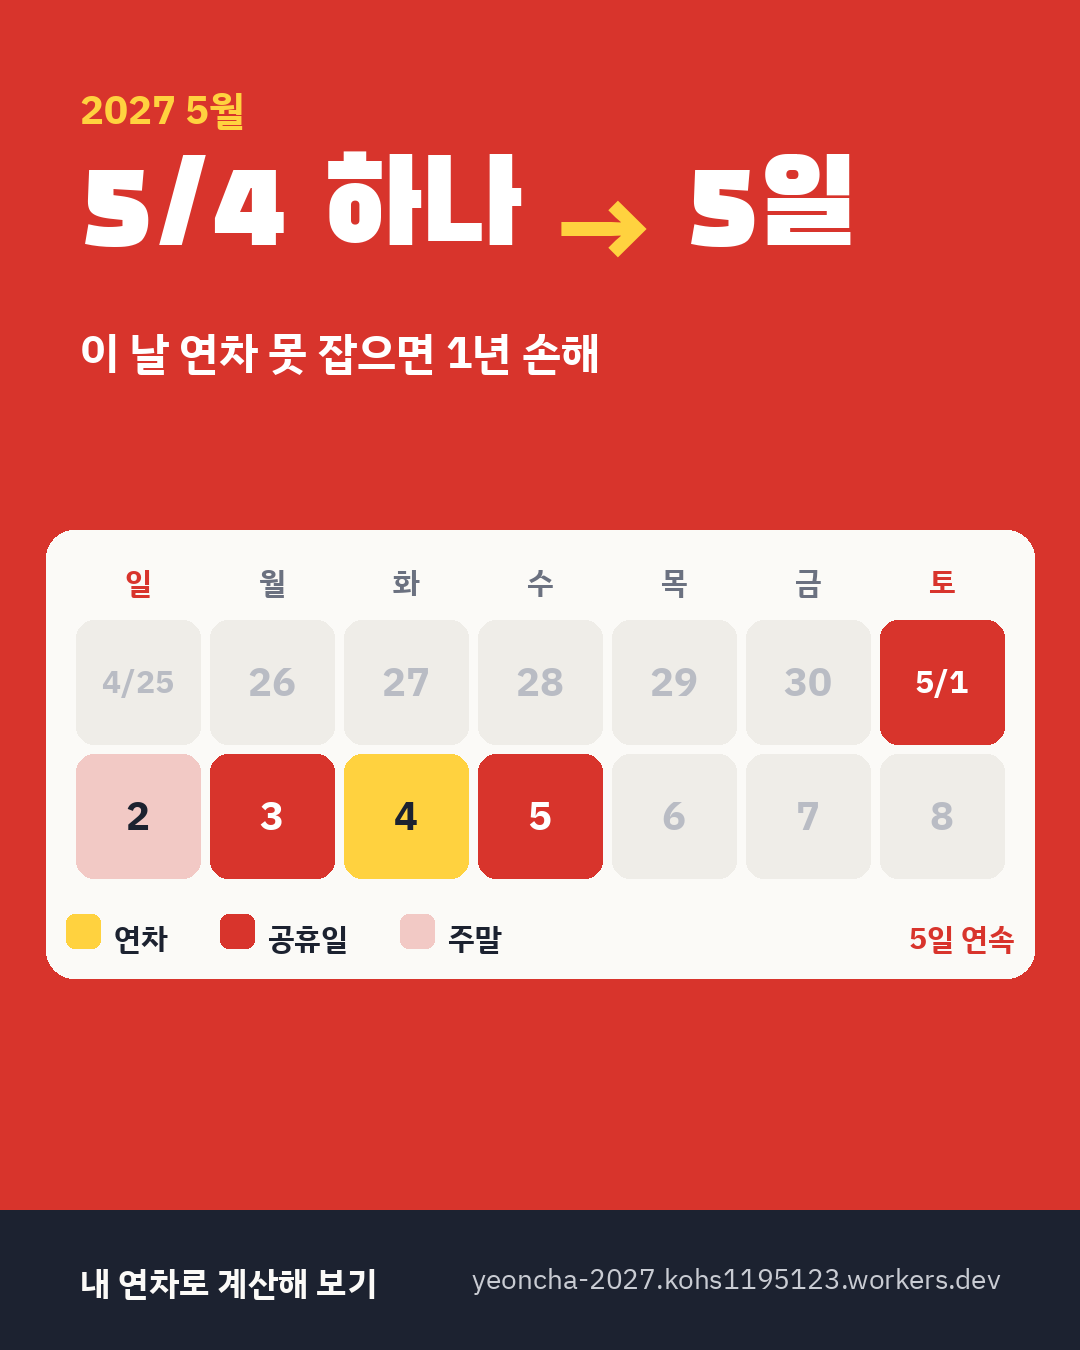 2027 5월
5/4 하나 → 5일
이 날 연차 못 잡으면 1년 손해
일 월 화 수 목 금 토
4/25 26 27 28 29 30 5/1
2 3 4 5 6 7 8
연차 공휴일 주말 5일 연속
내 연차로 계산해 보기 yeoncha-2027.kohs1195123.workers.dev